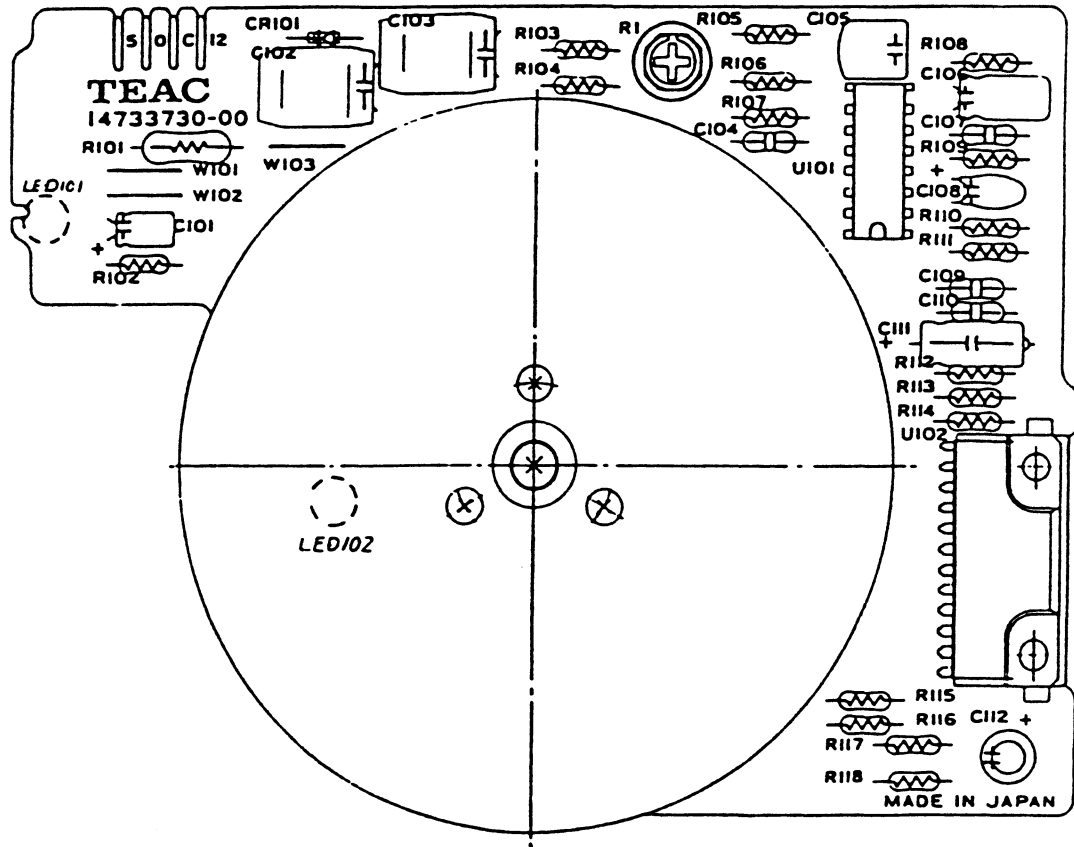 S O C 12
TEAC
14733730-00
R101
W101
W102
W103
LED101
C101
+
R102
CR101
C102
C103
R103
R104
R1
R105
R106
R107
C104
C105
U101
R108
C106
C107
R109
+
C108
R110
R111
C109
C110
C111
+
R112
R113
R114
U102
LED102
R115
R116
C112 +
R117
R118
MADE IN JAPAN